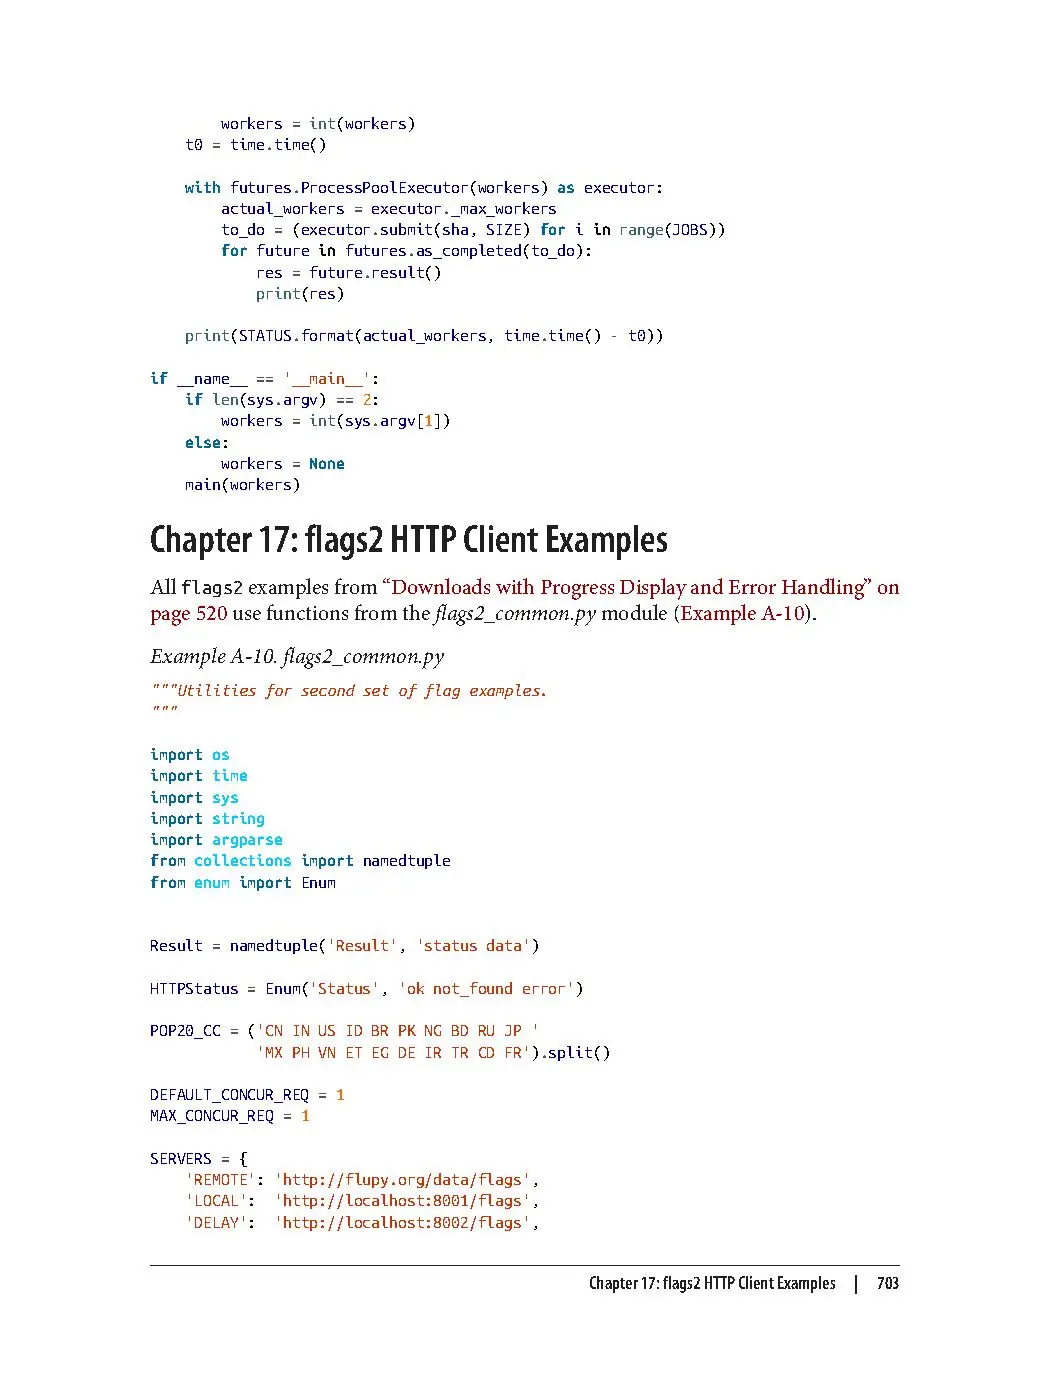 workers = int(workers)
    t0 = time.time()

    with futures.ProcessPoolExecutor(workers) as executor:
        actual_workers = executor._max_workers
        to_do = (executor.submit(sha, SIZE) for i in range(JOBS))
        for future in futures.as_completed(to_do):
            res = future.result()
            print(res)

    print(STATUS.format(actual_workers, time.time() - t0))

if __name__ == '__main__':
    if len(sys.argv) == 2:
        workers = int(sys.argv[1])
    else:
        workers = None
    main(workers)

Chapter 17: flags2 HTTP Client Examples
All flags2 examples from “Downloads with Progress Display and Error Handling” on
page 520 use functions from the flags2_common.py module (Example A-10).
Example A-10. flags2_common.py
"""Utilities for second set of flag examples.
"""

import os
import time
import sys
import string
import argparse
from collections import namedtuple
from enum import Enum


Result = namedtuple('Result', 'status data')

HTTPStatus = Enum('Status', 'ok not_found error')

POP20_CC = ('CN IN US ID BR PK NG BD RU JP '
            'MX PH VN ET EG DE IR TR CD FR').split()

DEFAULT_CONCUR_REQ = 1
MAX_CONCUR_REQ = 1

SERVERS = {
    'REMOTE': 'http://flupy.org/data/flags',
    'LOCAL':  'http://localhost:8001/flags',
    'DELAY':  'http://localhost:8002/flags',

Chapter 17: flags2 HTTP Client Examples | 703